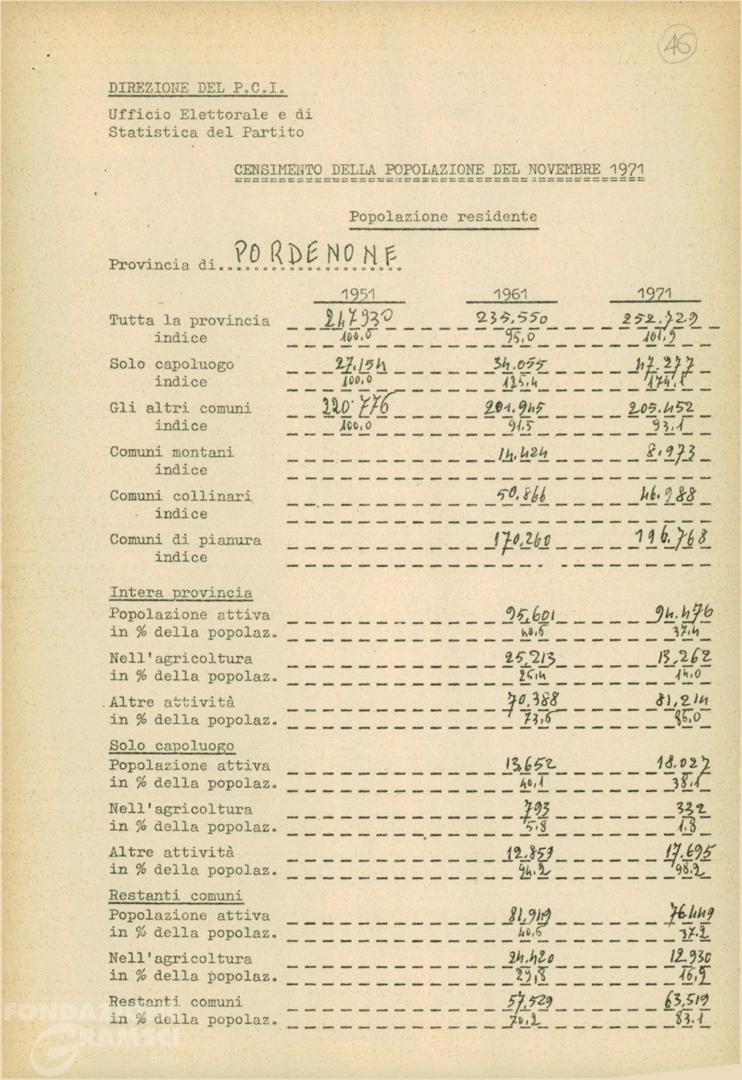 46
DIREZIONE DEL P.C.I.
Ufficio Elettorale e di
Statistica del Partito
CENSIMENTO DELLA POPOLAZIONE DEL NOVEMBRE 1971
Popolazione residente
Provincia di PORDENONE
1951 1961 1971
Tutta la provincia 247930 235.550 252.729
indice 100.0 95,0 101,9
Solo capoluogo 27.154 34.055 47.277
indice 100,0 125,4 174,1
Gli altri comuni 220.776 201.945 205.452
indice 100,0 91,5 93,1
Comuni montani 14.424 8.973
indice
Comuni collinari 50.866 46.988
indice
Comuni di pianura 170,260 196.768
indice
Intera provincia
Popolazione attiva 95,601 94.476
in % della popolaz. 40,6 37,4
Nell'agricoltura 25,213 13,262
in % della popolaz. 26,4 14,0
Altre attività 70,388 81,214
in % della popolaz. 73,6 86,0
Solo capoluogo
Popolazione attiva 13,652 18.027
in % della popolaz. 40,1 38,1
Nell'agricoltura 793 332
in % della popolaz. 5,8 1.8
Altre attività 12.859 17.695
in % della popolaz. 94,2 98,2
Restanti comuni
Popolazione attiva 81,949 76.449
in % della popolaz. 40,6 37,2
Nell'agricoltura 24.420 12.930
in % della popolaz. 29,8 16,9
Restanti comuni 57,529 63,519
in % della popolaz. 70,2 83.1
FONDAZIONE
GRAMSCI